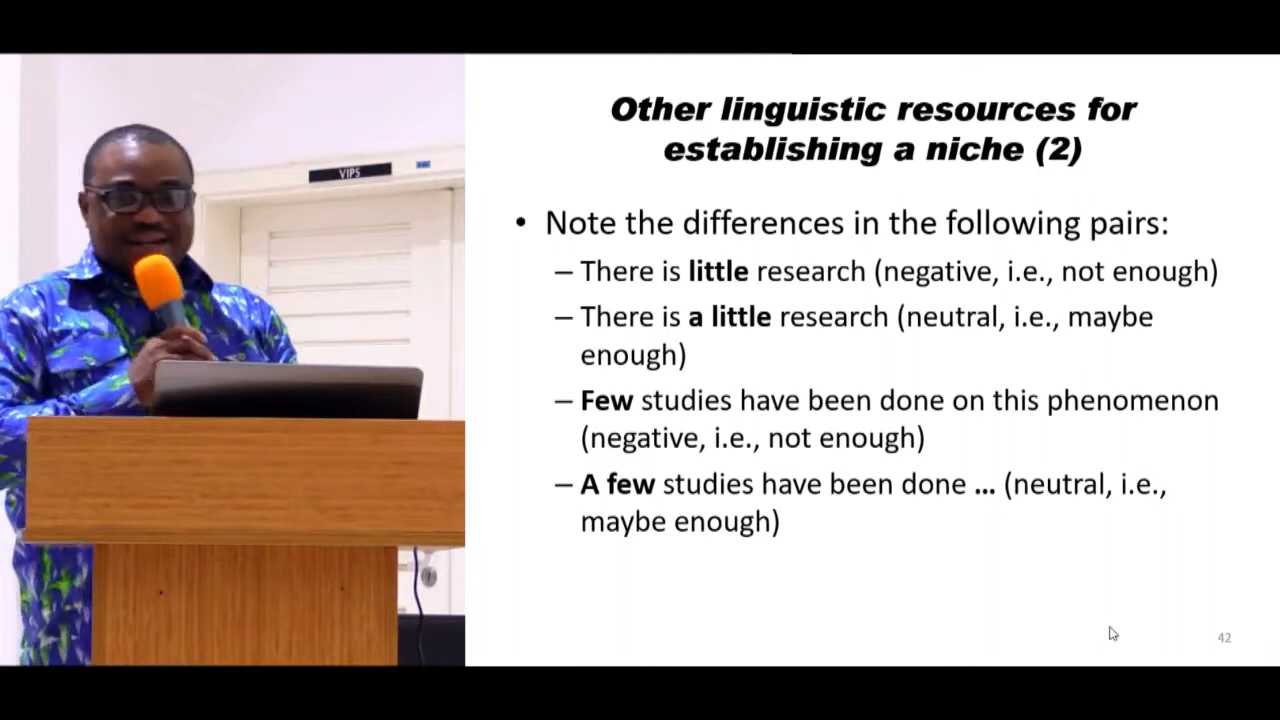 VIPS
Other linguistic resources for
establishing a niche (2)
• Note the differences in the following pairs:
– There is little research (negative, i.e., not enough)
– There is a little research (neutral, i.e., maybe
enough)
– Few studies have been done on this phenomenon
(negative, i.e., not enough)
– A few studies have been done ... (neutral, i.e.,
maybe enough)
42